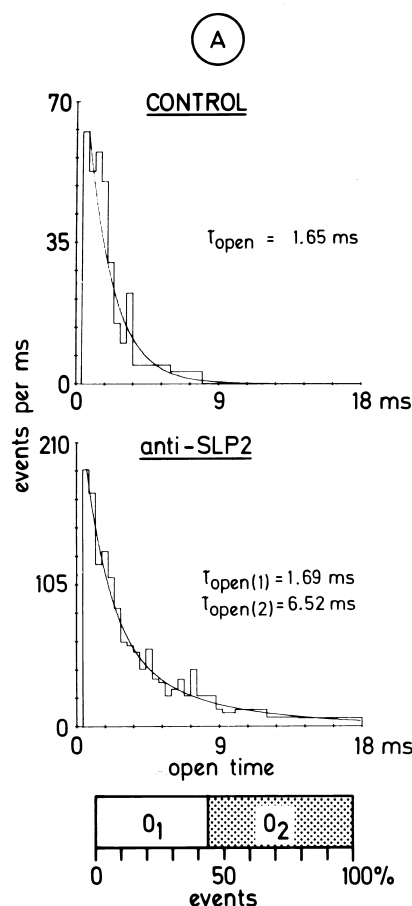 A
CONTROL
70
35
0
τopen = 1.65 ms
0 9 18 ms
events per ms
anti-SLP2
210
105
0
τopen(1) = 1.69 ms
τopen(2) = 6.52 ms
0 9 18 ms
open time
O1 O2
0 50 100%
events